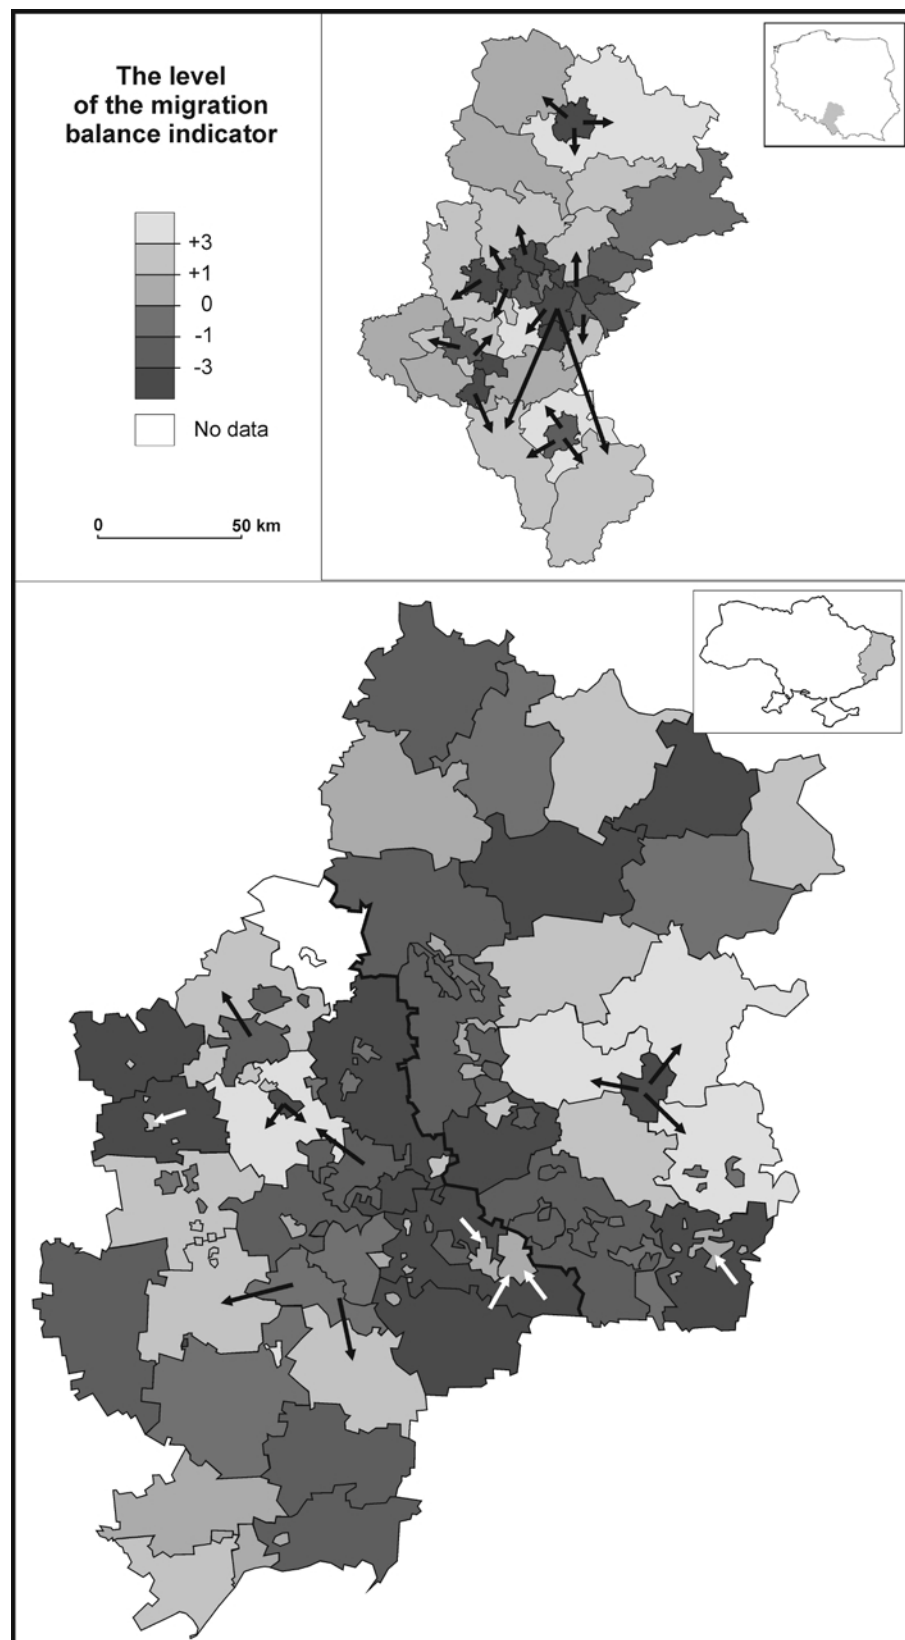 The level
of the migration
balance indicator
+3
+1
0
-1
-3
No data
0 50 km